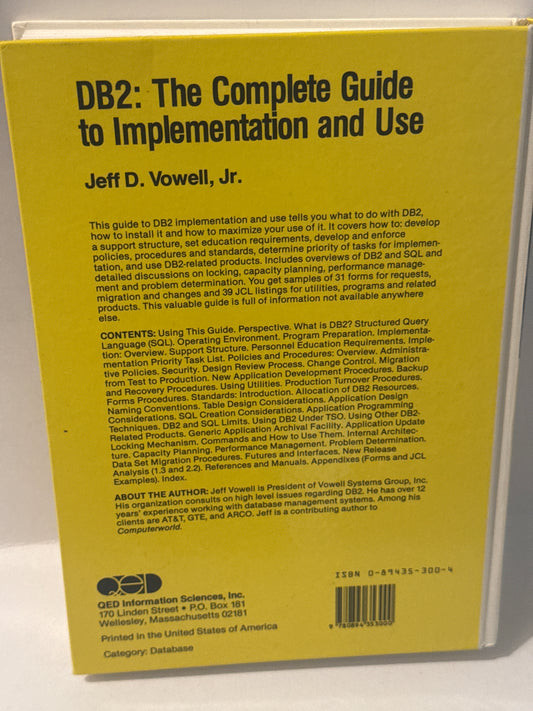 DB2: The Complete Guide
to Implementation and Use
Jeff D. Vowell, Jr.
This guide to DB2 implementation and use tells you what to do with DB2,
how to install it and how to maximize your use of it. It covers how to: develop
a support structure, set education requirements, develop and enforce
policies, procedures and standards, determine priority of tasks for implemen-
tation, and use DB2-related products. Includes overviews of DB2 and SQL and
detailed discussions on locking, capacity planning, performance manage-
ment and problem determination. You get samples of 31 forms for requests,
migration and changes and 39 JCL listings for utilities, programs and related
products. This valuable guide is full of information not available anywhere
else.
CONTENTS: Using This Guide. Perspective. What is DB2? Structured Query
Language (SQL). Operating Environment. Program Preparation. Implementa-
tion: Overview. Support Structure. Personnel Education Requirements. Imple-
mentation Priority Task List. Policies and Procedures: Overview. Administra-
tive Policies. Security. Design Review Process. Change Control. Migration
from Test to Production. New Application Development Procedures. Backup
and Recovery Procedures. Using Utilities. Production Turnover Procedures.
Forms Procedures. Standards: Introduction. Allocation of DB2 Resources.
Naming Conventions. Table Design Considerations. Application Design
Considerations. SQL Creation Considerations. Application Programming
Techniques. DB2 and SQL Limits. Using DB2 Under TSO. Using Other DB2-
Related Products. Generic Application Archival Facility. Application Update
Locking Mechanism. Commands and How to Use Them. Internal Architec-
ture. Capacity Planning. Performance Management. Problem Determination.
Data Set Migration Procedures. Futures and Interfaces. New Release
Analysis (1.3 and 2.2). References and Manuals. Appendixes (Forms and JCL
Examples). Index.
ABOUT THE AUTHOR: Jeff Vowell is President of Vowell Systems Group, Inc.
His organization consults on high level issues regarding DB2. He has over 12
years' experience working with database management systems. Among his
clients are AT&T, GTE, and ARCO. Jeff is a contributing author to
Computerworld.
QED
QED Information Sciences, Inc.
170 Linden Street • P.O. Box 181
Wellesley, Massachusetts 02181
Printed in the United States of America
Category: Database
ISBN 0-89435-300-4
9 780894 353000